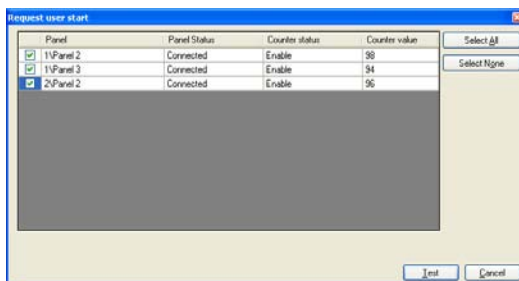 Request user start
Panel Panel Status Counter status Counter value
1\Panel 2 Connected Enable 98
1\Panel 3 Connected Enable 94
2\Panel 2 Connected Enable 96
Select All
Select None
Test Cancel